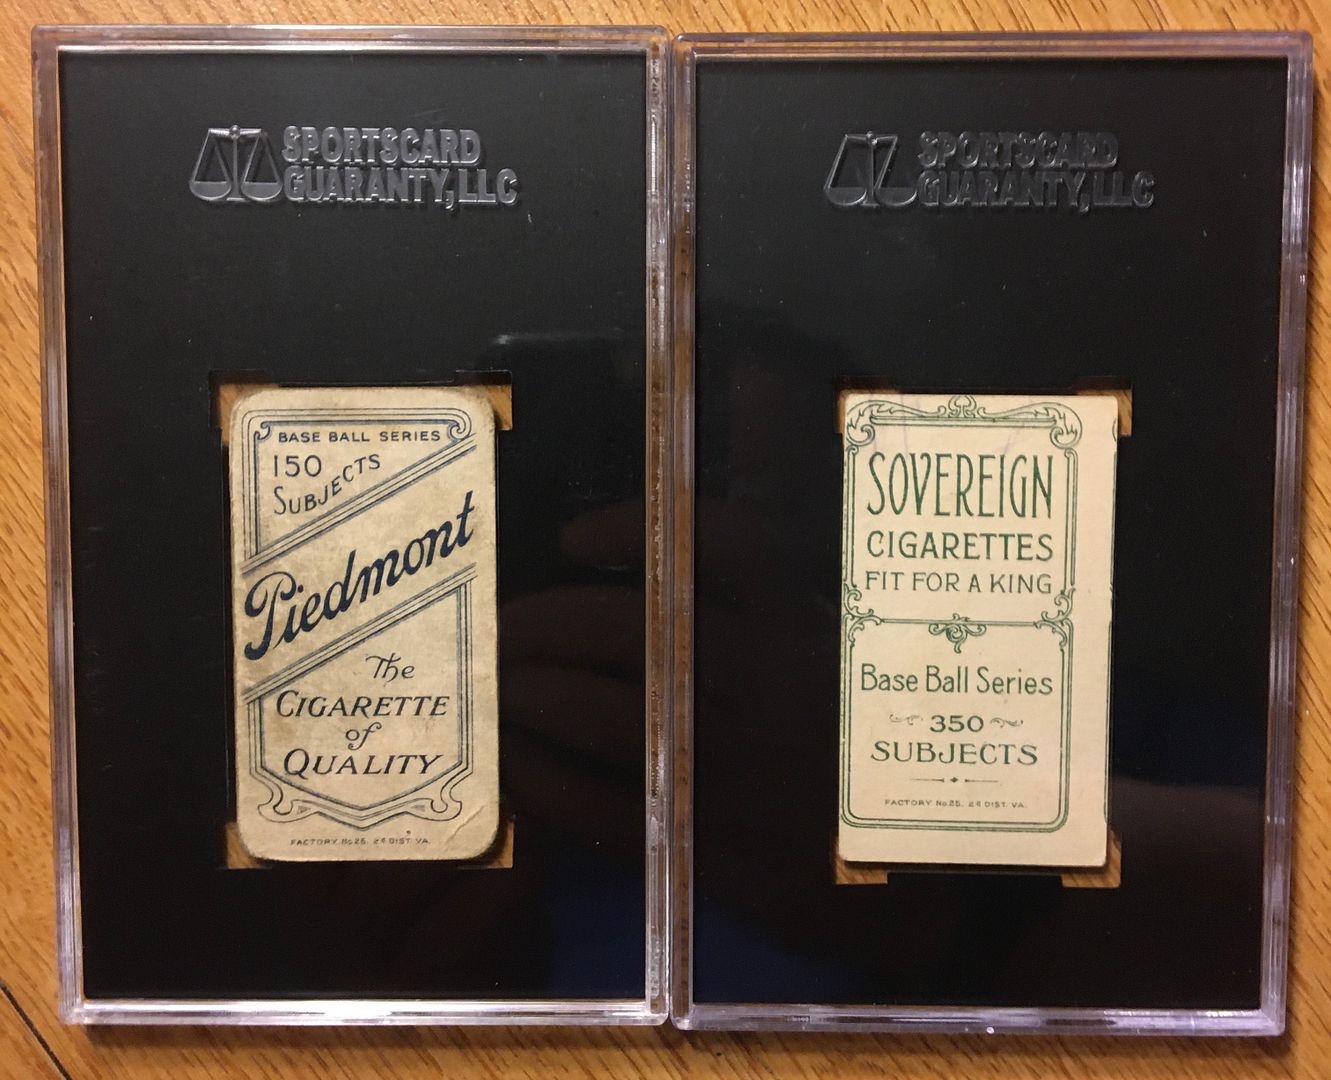 SPORTSCARD
GUARANTY, LLC
BASE BALL SERIES
150
SUBJECTS
Piedmont
The
CIGARETTE
of
QUALITY
FACTORY No 25. 2d DIST. VA.
SPORTSCARD
GUARANTY, LLC
SOVEREIGN
CIGARETTES
FIT FOR A KING
Base Ball Series
350
SUBJECTS
FACTORY No. 25. 2d DIST. VA.